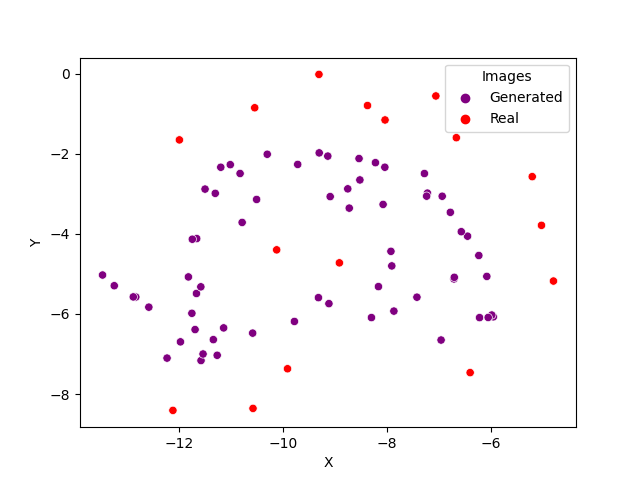 Images
Generated
Real
0
−2
−4
−6
−8
Y
−12 −10 −8 −6
X